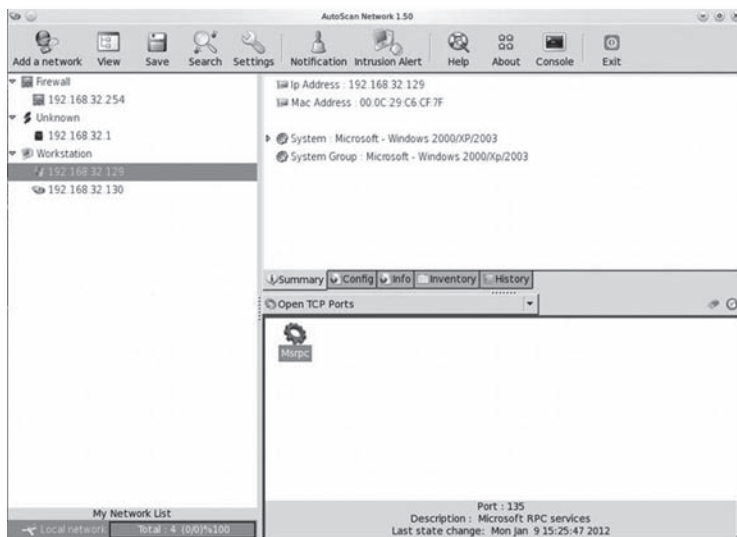 AutoScan Network 1.50
Add a network View Save Search Settings Notification Intrusion Alert Help About Console Exit
Firewall
192.168.32.254
Unknown
192.168.32.1
Workstation
192.168.32.129
192.168.32.130
My Network List
Local network Total : 4 (0/0)%100
Ip Address : 192.168.32.129
Mac Address : 00:0C:29:C6:CF:7F
System : Microsoft - Windows 2000/XP/2003
System Group : Microsoft - Windows 2000/Xp/2003
Summary Config Info Inventory History
Open TCP Ports
Msrpc
Port : 135
Description : Microsoft RPC services
Last state change: Mon Jan 9 15:25:47 2012